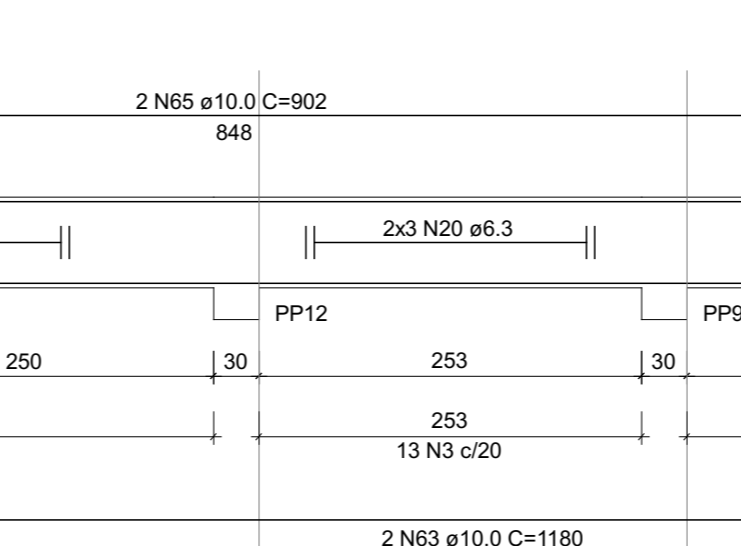 2 N65 ø10.0 C=902
848
2x3 N20 ø6.3
PP12
PP9
250
30
253
30
253
13 N3 c/20
2 N63 ø10.0 C=1180